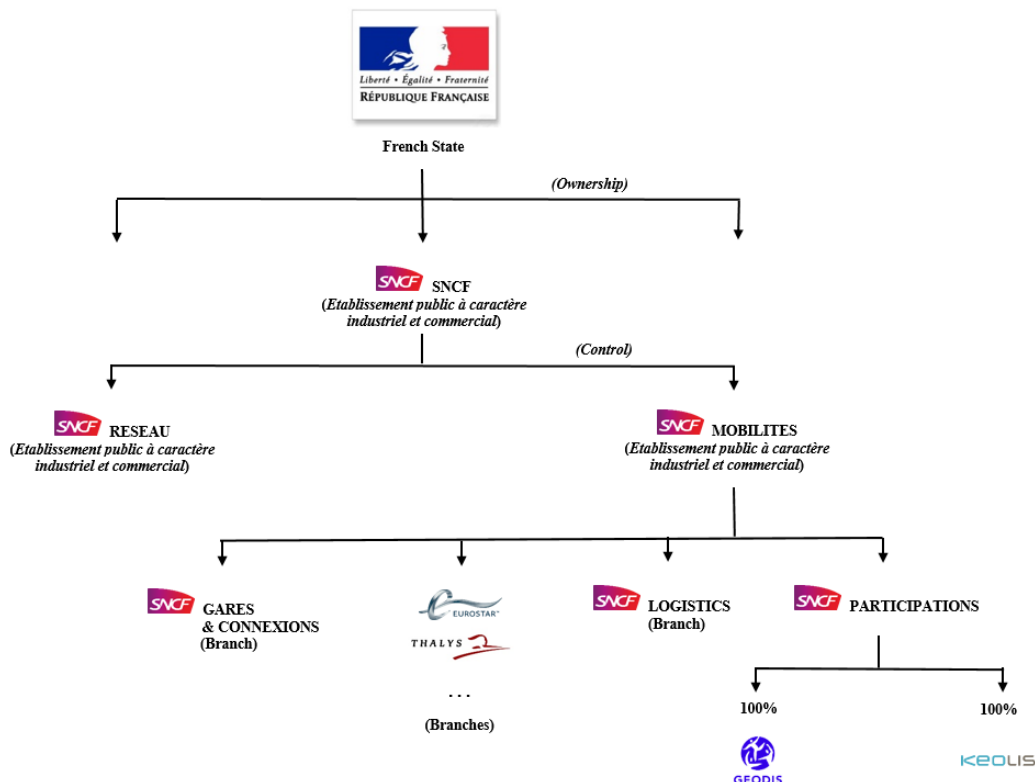 Liberté • Égalité • Fraternité
RÉPUBLIQUE FRANÇAISE
French State
(Ownership)
SNCF SNCF
(Etablissement public à caractère
industriel et commercial)
(Control)
SNCF RESEAU
(Etablissement public à caractère
industriel et commercial)
SNCF MOBILITES
(Etablissement public à caractère
industriel et commercial)
SNCF GARES
& CONNEXIONS
(Branch)
EUROSTAR™
THALYS
...
(Branches)
SNCF LOGISTICS
(Branch)
SNCF PARTICIPATIONS
100%
100%
GEODIS
KEOLIS